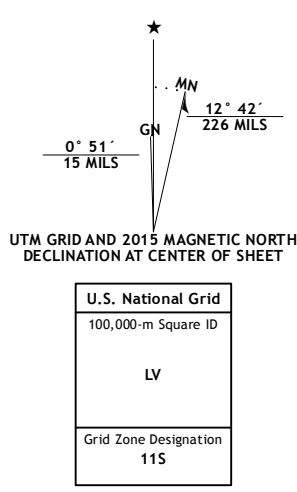 MN
12° 42´
226 MILS
GN
0° 51´
15 MILS
UTM GRID AND 2015 MAGNETIC NORTH
DECLINATION AT CENTER OF SHEET
U.S. National Grid
100,000-m Square ID
LV
Grid Zone Designation
11S